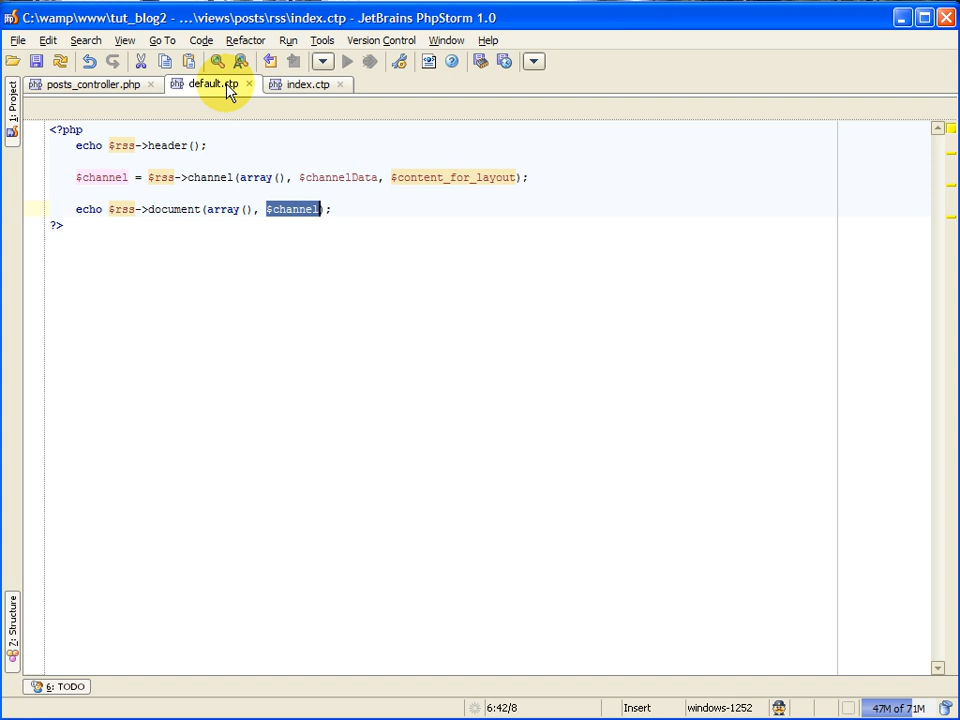 C:\wamp\www\tut_blog2 - ...\views\posts\rss\index.ctp - JetBrains PhpStorm 1.0
File Edit Search View Go To Code Refactor Run Tools Version Control Window Help
posts_controller.php default.ctp index.ctp
1: Project
<?php
echo $rss->header();
$channel = $rss->channel(array(), $channelData, $content_for_layout);
echo $rss->document(array(), $channel);
?>
7: Structure
6: TODO
6:42/8 Insert windows-1252 47M of 71M